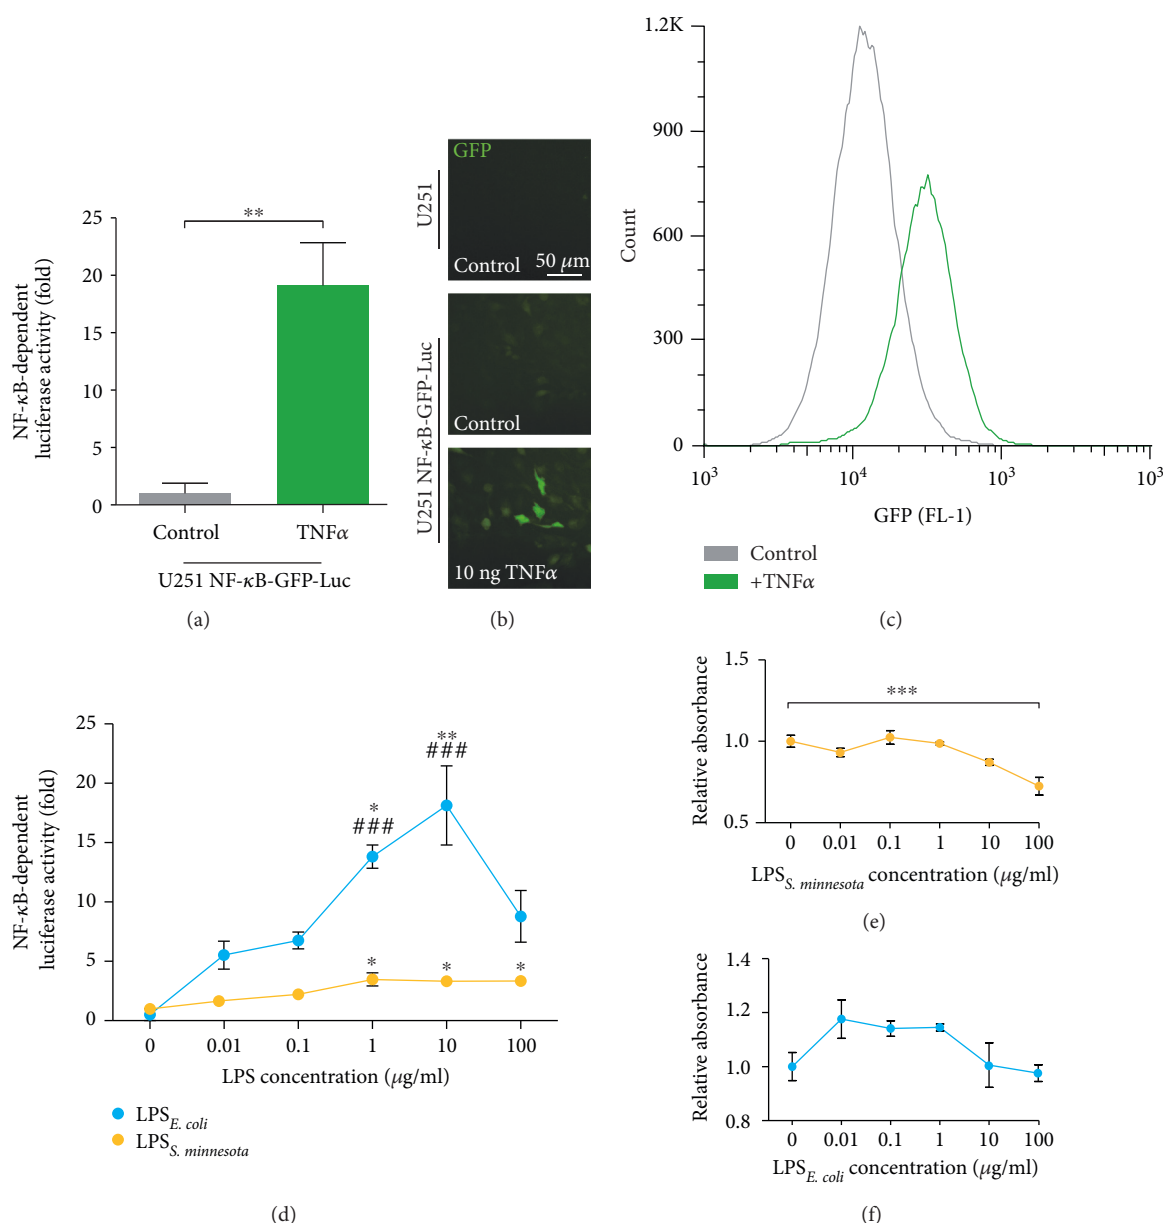 25
20
15
10
5
0
NF-κB-dependent
luciferase activity (fold)
**
Control
TNFα
U251 NF-κB-GFP-Luc
(a)
U251
U251 NF-κB-GFP-Luc
GFP
Control
50 μm
Control
10 ng TNFα
(b)
1.2K
900
600
300
0
Count
10³
10⁴
10³
10³
GFP (FL-1)
Control
+TNFα
(c)
25
20
15
10
5
0
NF-κB-dependent
luciferase activity (fold)
**
###
*
###
*
*
*
0
0.01
0.1
1
10
100
LPS concentration (μg/ml)
LPS E. coli
LPS S. minnesota
(d)
1.5
1.0
0.5
Relative absorbance
***
0
0.01
0.1
1
10
100
LPS S. minnesota concentration (μg/ml)
(e)
1.4
1.2
1.0
0.8
Relative absorbance
0
0.01
0.1
1
10
100
LPS E. coli concentration (μg/ml)
(f)